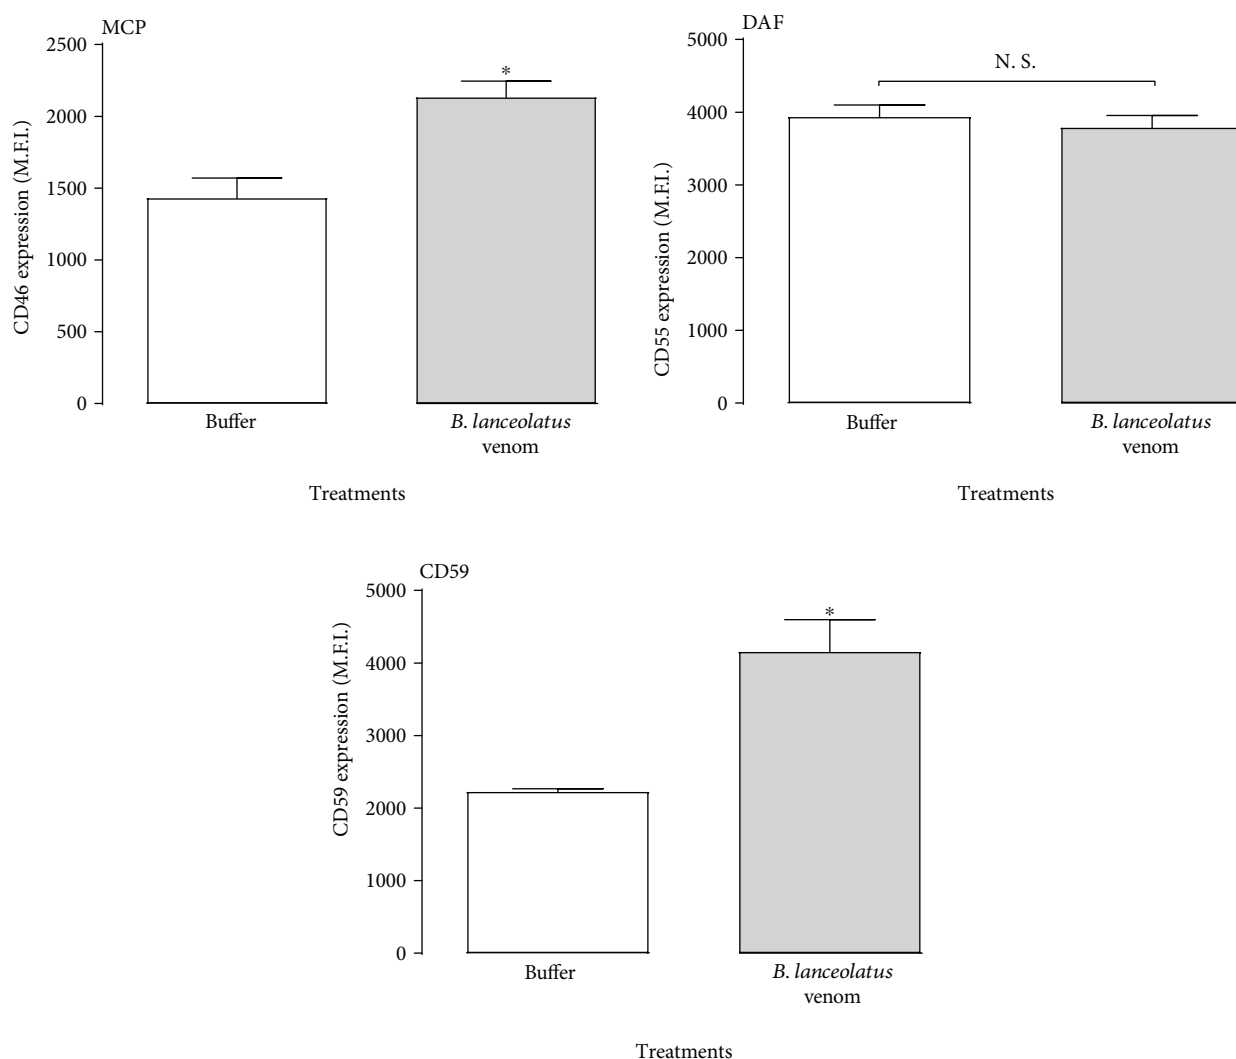 MCP
2500
2000
1500
1000
500
0
CD46 expression (M.F.I.)
*
Buffer
B. lanceolatus
venom
Treatments
DAF
5000
4000
3000
2000
1000
0
CD55 expression (M.F.I.)
N. S.
Buffer
B. lanceolatus
venom
Treatments
CD59
5000
4000
3000
2000
1000
0
CD59 expression (M.F.I.)
*
Buffer
B. lanceolatus
venom
Treatments